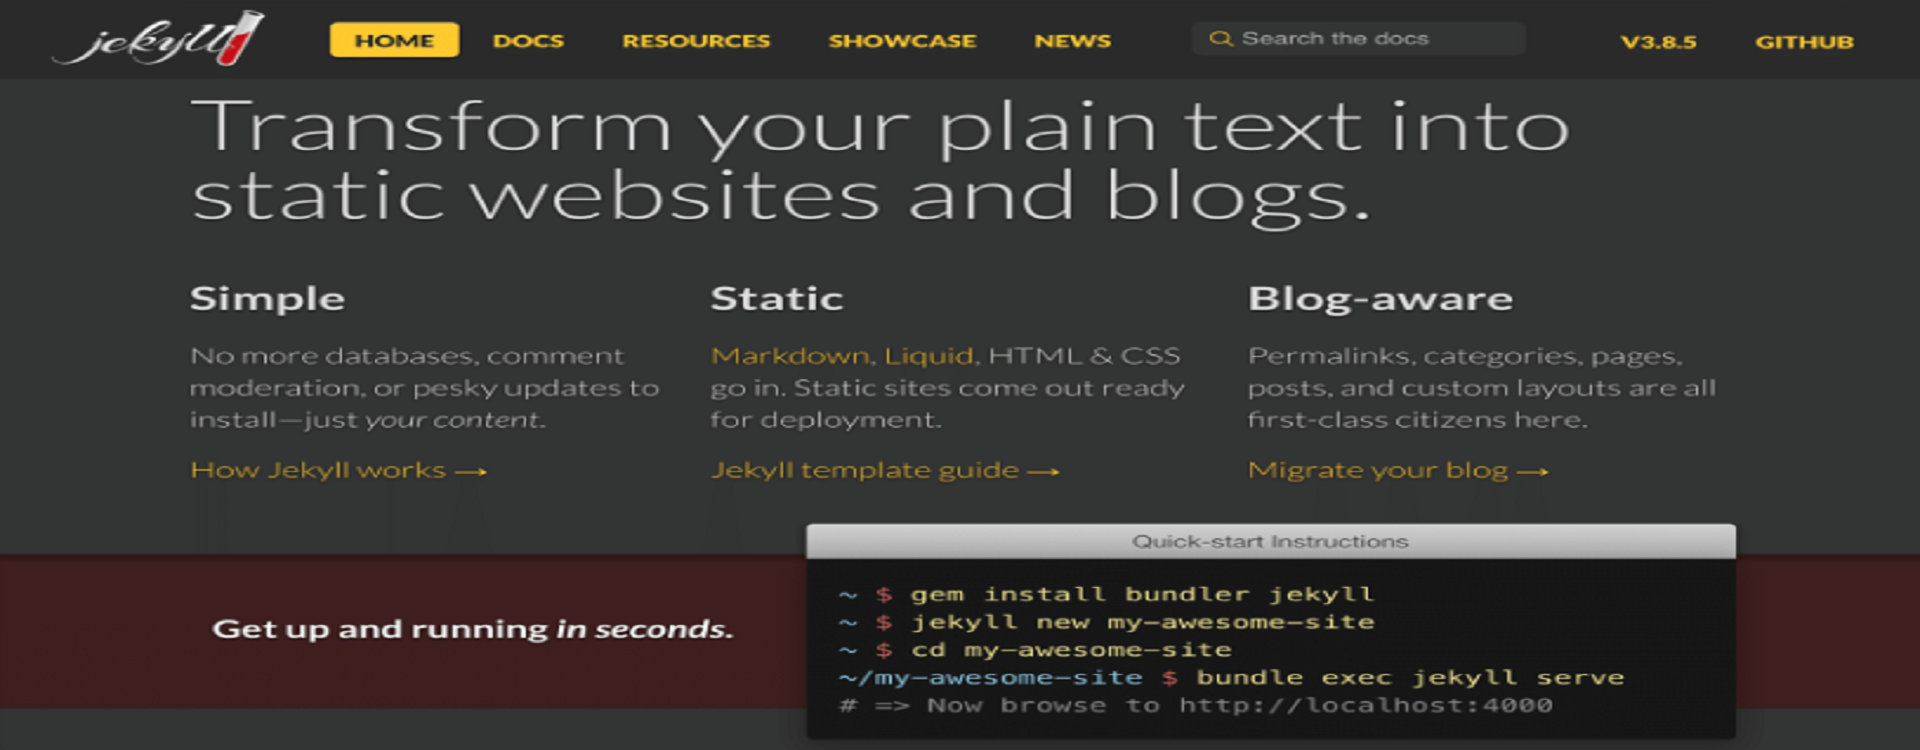 jekyll
HOME
DOCS
RESOURCES
SHOWCASE
NEWS
Search the docs
V3.8.5
GITHUB
Transform your plain text into
static websites and blogs.
Simple
No more databases, comment
moderation, or pesky updates to
install—just your content.
How Jekyll works →
Static
Markdown, Liquid, HTML & CSS
go in. Static sites come out ready
for deployment.
Jekyll template guide →
Blog-aware
Permalinks, categories, pages,
posts, and custom layouts are all
first-class citizens here.
Migrate your blog →
Get up and running in seconds.
Quick-start Instructions
~ $ gem install bundler jekyll
~ $ jekyll new my-awesome-site
~ $ cd my-awesome-site
~/my-awesome-site $ bundle exec jekyll serve
# => Now browse to http://localhost:4000